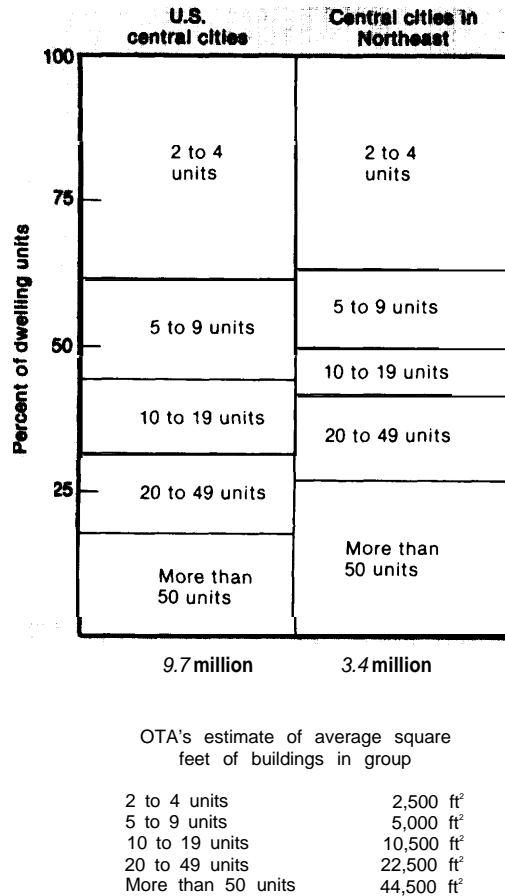 U.S.
central cities
Central cities in
Northeast
100
75
50
25
Percent of dwelling units
2 to 4
units
5 to 9 units
10 to 19 units
20 to 49 units
More than
50 units
2 to 4
units
5 to 9 units
10 to 19 units
20 to 49 units
More than
50 units
9.7 million
3.4 million
OTA's estimate of average square
feet of buildings in group
2 to 4 units 2,500 ft²
5 to 9 units 5,000 ft²
10 to 19 units 10,500 ft²
20 to 49 units 22,500 ft²
More than 50 units 44,500 ft²